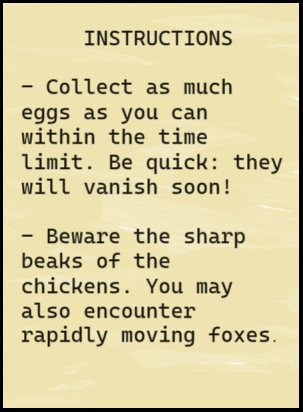 INSTRUCTIONS
– Collect as much
eggs as you can
within the time
limit. Be quick: they
will vanish soon!
– Beware the sharp
beaks of the
chickens. You may
also encounter
rapidly moving foxes.